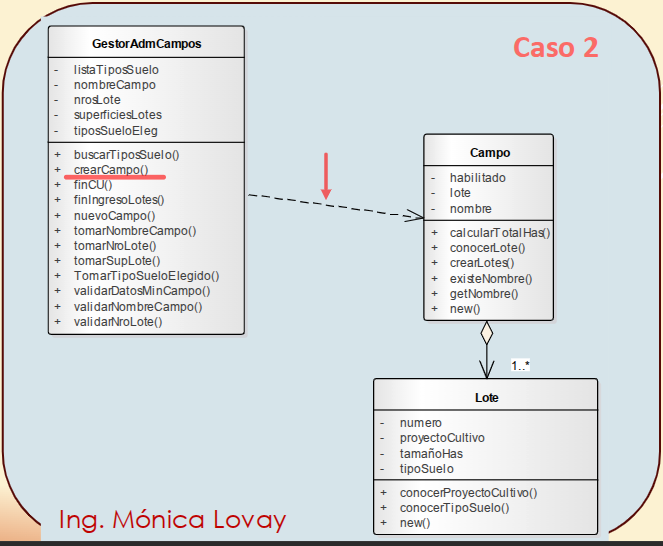 Caso 2
GestorAdmCampos
- listaTiposSuelo
- nombreCampo
- nrosLote
- superficiesLotes
- tiposSueloEleg
+ buscarTiposSuelo()
+ crearCampo()
+ finCU()
+ finIngresoLotes()
+ nuevoCampo()
+ tomarNombreCampo()
+ tomarNroLote()
+ tomarSupLote()
+ TomarTipoSueloElegido()
+ validarDatosMinCampo()
+ validarNombreCampo()
+ validarNroLote()
Campo
- habilitado
- lote
- nombre
+ calcularTotalHas()
+ conocerLote()
+ crearLotes()
+ existeNombre()
+ getNombre()
+ new()
1..*
Lote
- numero
- proyectoCultivo
- tamañoHas
- tipoSuelo
+ conocerProyectoCultivo()
+ conocerTipoSuelo()
+ new()
Ing. Mónica Lovay